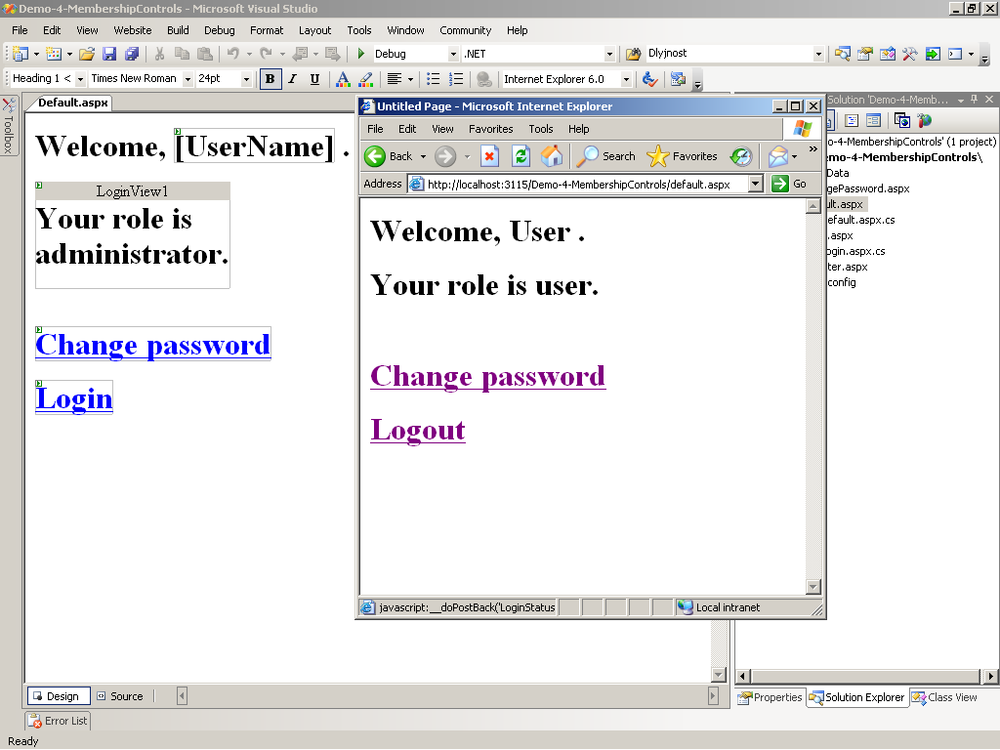 Demo-4-MembershipControls - Microsoft Visual Studio
File Edit View Website Build Debug Format Layout Tools Window Community Help
Debug .NET Dlyjnost
Heading 1 < Times New Roman 24pt B I U A Internet Explorer 6.0
Toolbox
Default.aspx
Welcome, [UserName] .
LoginView1
Your role is
administrator.
Change password
Login
Untitled Page - Microsoft Internet Explorer
File Edit View Favorites Tools Help
Back Search Favorites
Address http://localhost:3115/Demo-4-MembershipControls/default.aspx Go
Welcome, User .
Your role is user.
Change password
Logout
javascript:__doPostBack('LoginStatus Local intranet
Solution 'Demo-4-Memb...
Demo-4-MembershipControls' (1 project)
emo-4-MembershipControls\
Data
gePassword.aspx
ult.aspx
efault.aspx.cs
.aspx
ogin.aspx.cs
ter.aspx
config
Design Source
Properties Solution Explorer Class View
Error List
Ready